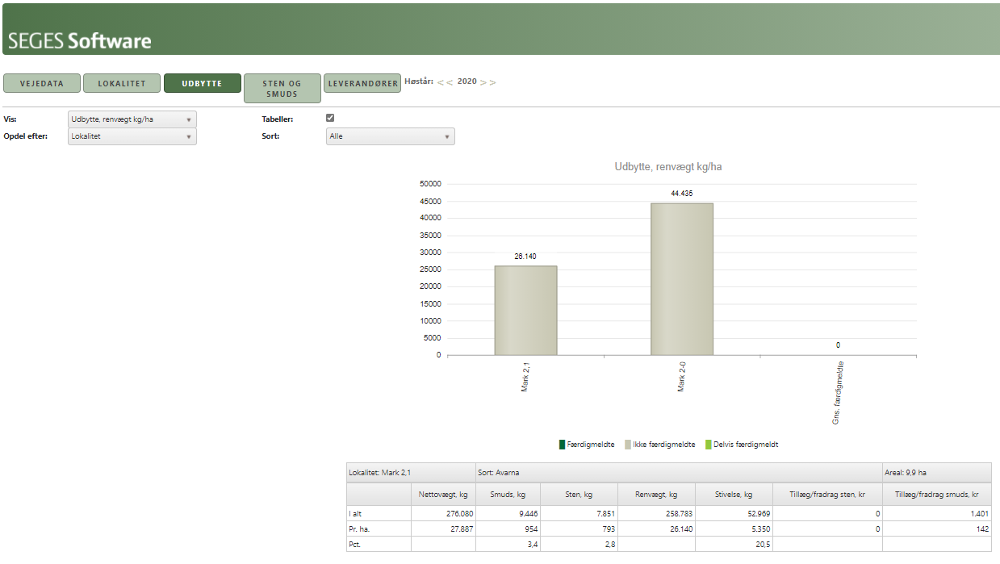 SEGES Software
VEJEDATA LOKALITET UDBYTTE STEN OG SMUDS LEVERANDØRER Høstår: << 2020 >>
Vis: Udbytte, renvægt kg/ha Tabeller:
Opdel efter: Lokalitet Sort: Alle
Udbytte, renvægt kg/ha
50000
45000
40000
35000
30000
25000
20000
15000
10000
5000
0
26.140
44.435
0
Mark 2,1
Mark 2-0
Gns. færdigmeldte
Færdigmeldte Ikke færdigmeldte Delvis færdigmeldt
Lokalitet: Mark 2,1 Sort: Avarna Areal: 9,9 ha
Nettovægt, kg Smuds, kg Sten, kg Renvægt, kg Stivelse, kg Tillæg/fradrag sten, kr Tillæg/fradrag smuds, kr
I alt 276.080 9.446 7.851 258.783 52.969 0 1.401
Pr. ha. 27.887 954 793 26.140 5.350 0 142
Pct. 3,4 2,8 20,5